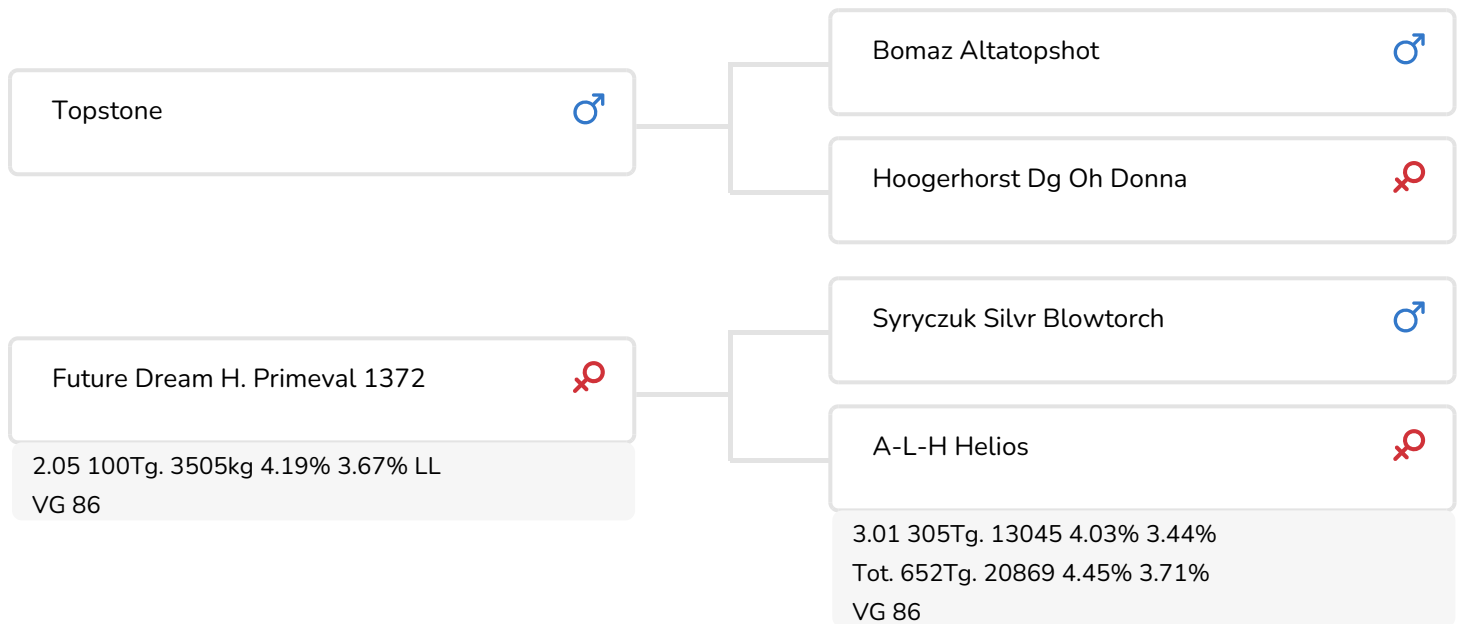 Topstone
Future Dream H. Primeval 1372
2.05 100Tg. 3505kg 4.19% 3.67% LL
VG 86
Bomaz Altatopshot
Hoogerhorst Dg Oh Donna
Syryczuk Silvr Blowtorch
A-L-H Helios
3.01 305Tg. 13045 4.03% 3.44%
Tot. 652Tg. 20869 4.45% 3.71%
VG 86